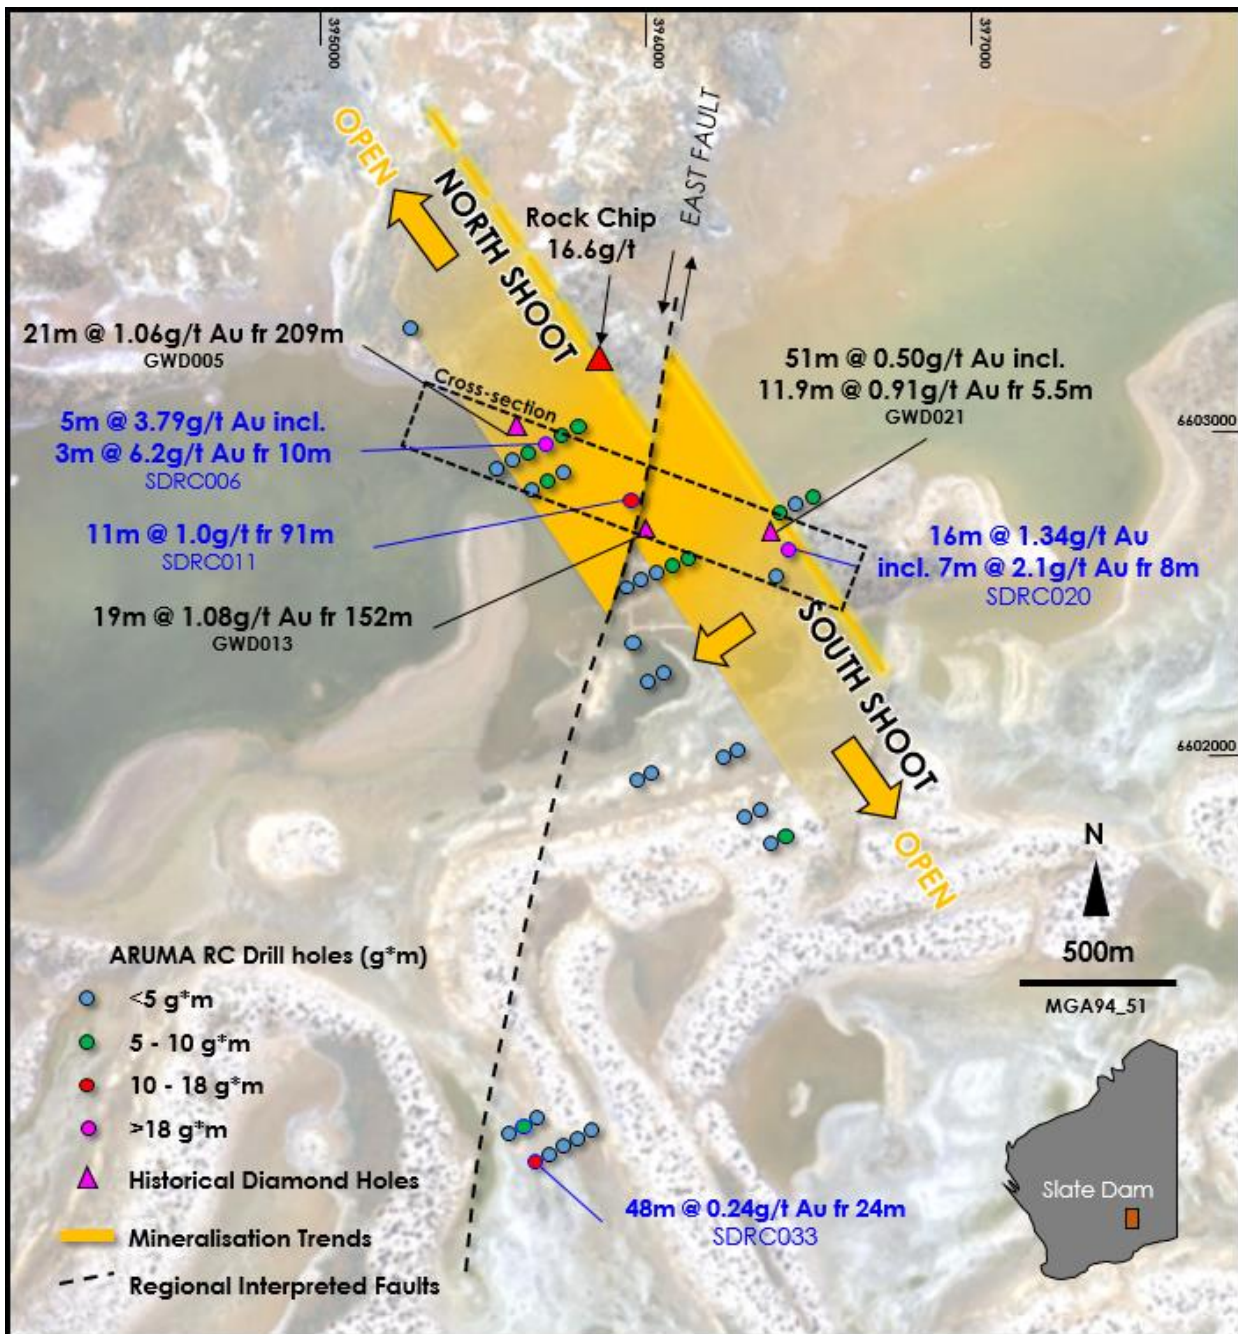 395000
396000
397000
OPEN
NORTH SHOOT
EAST FAULT
Rock Chip
16.6g/t
21m @ 1.06g/t Au fr 209m
GWD005
51m @ 0.50g/t Au incl.
11.9m @ 0.91g/t Au fr 5.5m
GWD021
Cross-section
5m @ 3.79g/t Au incl.
3m @ 6.2g/t Au fr 10m
SDRC006
6603000
11m @ 1.0g/t fr 91m
SDRC011
16m @ 1.34g/t Au
incl. 7m @ 2.1g/t Au fr 8m
SDRC020
19m @ 1.08g/t Au fr 152m
GWD013
SOUTH SHOOT
6602000
OPEN
N
500m
MGA94_51
ARUMA RC Drill holes (g*m)
<5 g*m
5 - 10 g*m
10 - 18 g*m
>18 g*m
Historical Diamond Holes
Mineralisation Trends
Regional Interpreted Faults
48m @ 0.24g/t Au fr 24m
SDRC033
Slate Dam